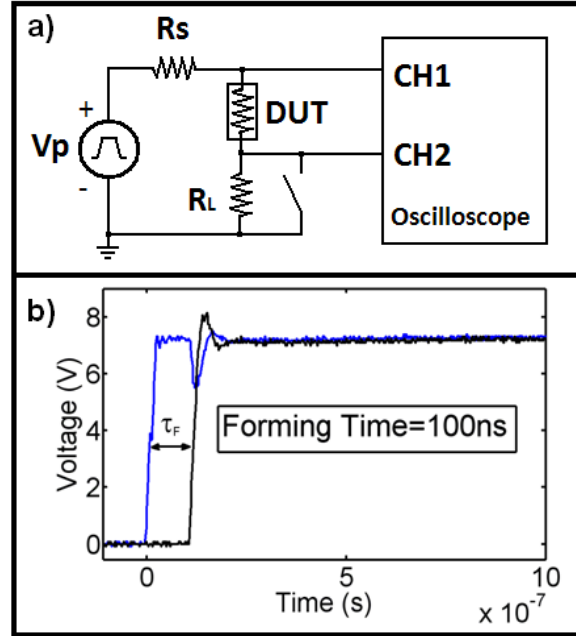 a)
Rs
CH1
+
DUT
Vp
CH2
-
RL
Oscilloscope
b)
8
6
4
2
0
Voltage (V)
τF
Forming Time=100ns
0 5 10
Time (s)
x 10^-7